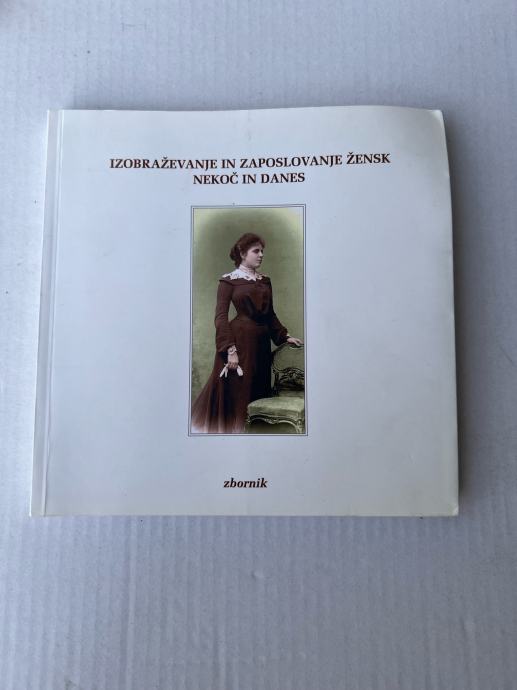 IZOBRAŽEVANJE IN ZAPOSLOVANJE ŽENSK
NEKOČ IN DANES
zbornik